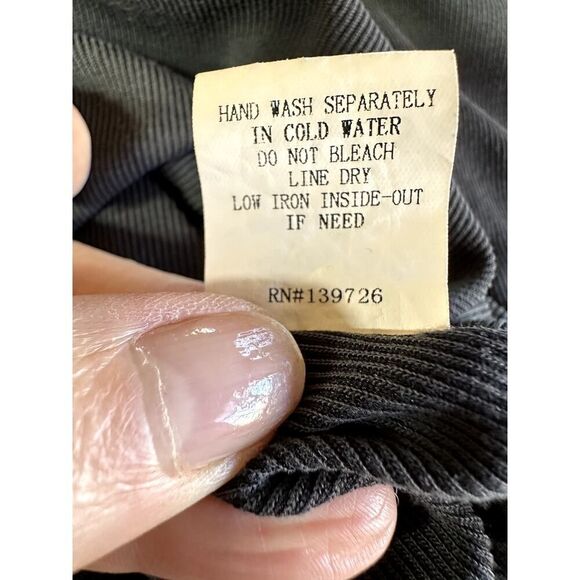 HAND WASH SEPARATELY
IN COLD WATER
DO NOT BLEACH
LINE DRY
LOW IRON INSIDE-OUT
IF NEED
RN#139726